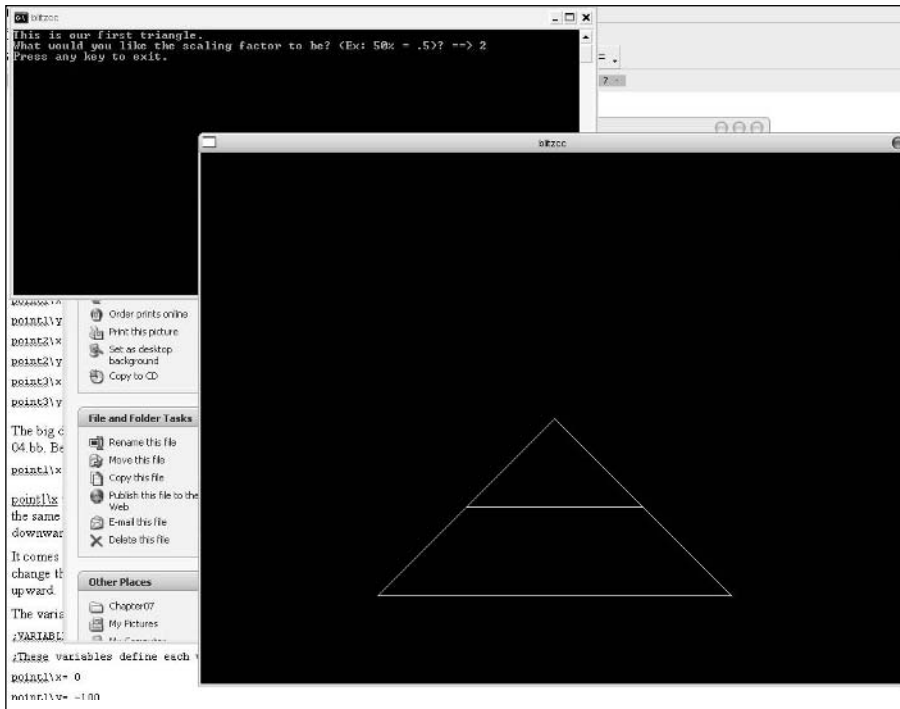 blitzcc
This is our first triangle.
What would you like the scaling factor to be? (Ex: 50% = .5)? --> 2
Press any key to exit.
= .
7
blitzcc
point1\y
point2\x
point2\y
point3\x
point3\y
The big
04.bb. Be
point1\x
point1\x
the same
downwar
It comes
change th
upward.
The varia
;VARIABL
;These variables define each
point1\x= 0
point1\y= -100
Order prints online
Print this picture
Set as desktop
background
Copy to CD
File and Folder Tasks
Rename this file
Move this file
Copy this file
Publish this file to the
Web
E-mail this file
Delete this file
Other Places
Chapter07
My Pictures
My Computer